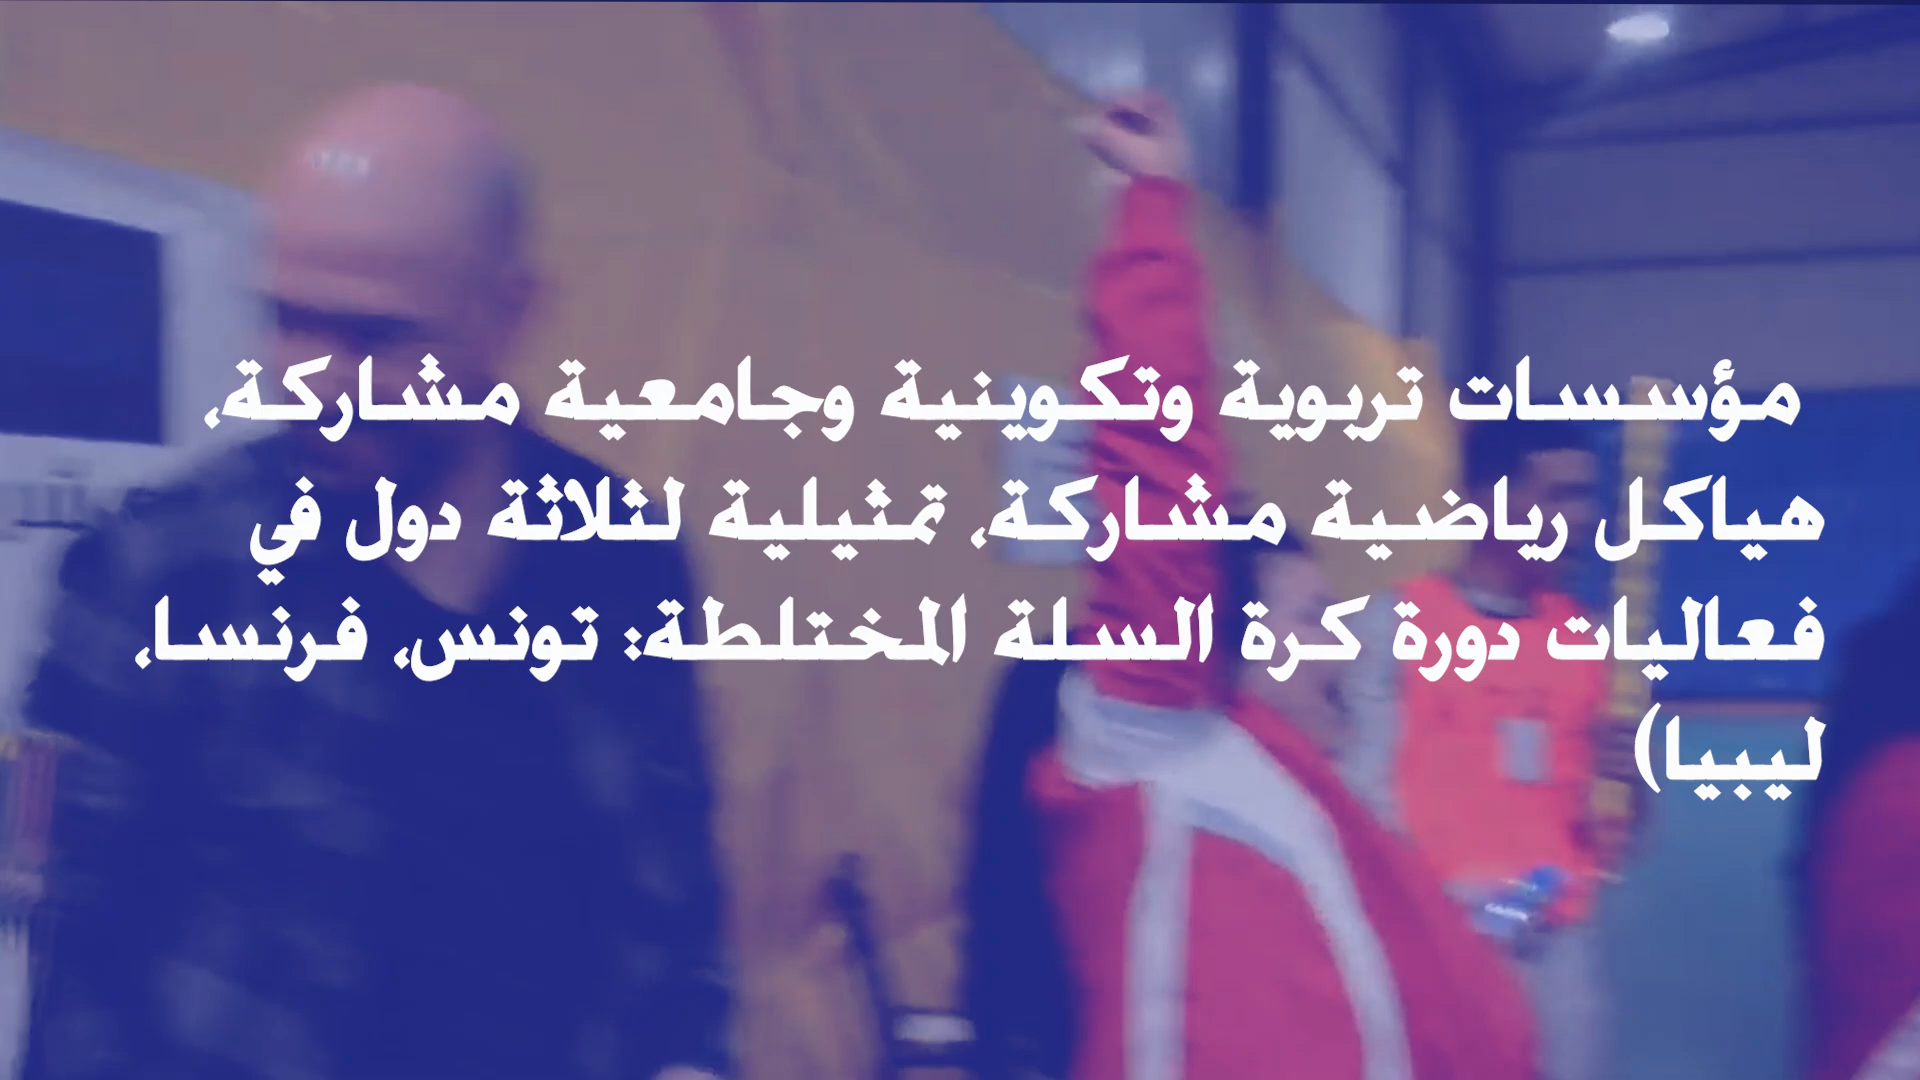 مؤسسات تربوية وتكوينية وجامعية مشاركة،
هياكل رياضية مشاركة، تمثيلية لثلاثة دول في
فعاليات دورة كرة السلة المختلطة: تونس، فرنسا،
ليبيا)